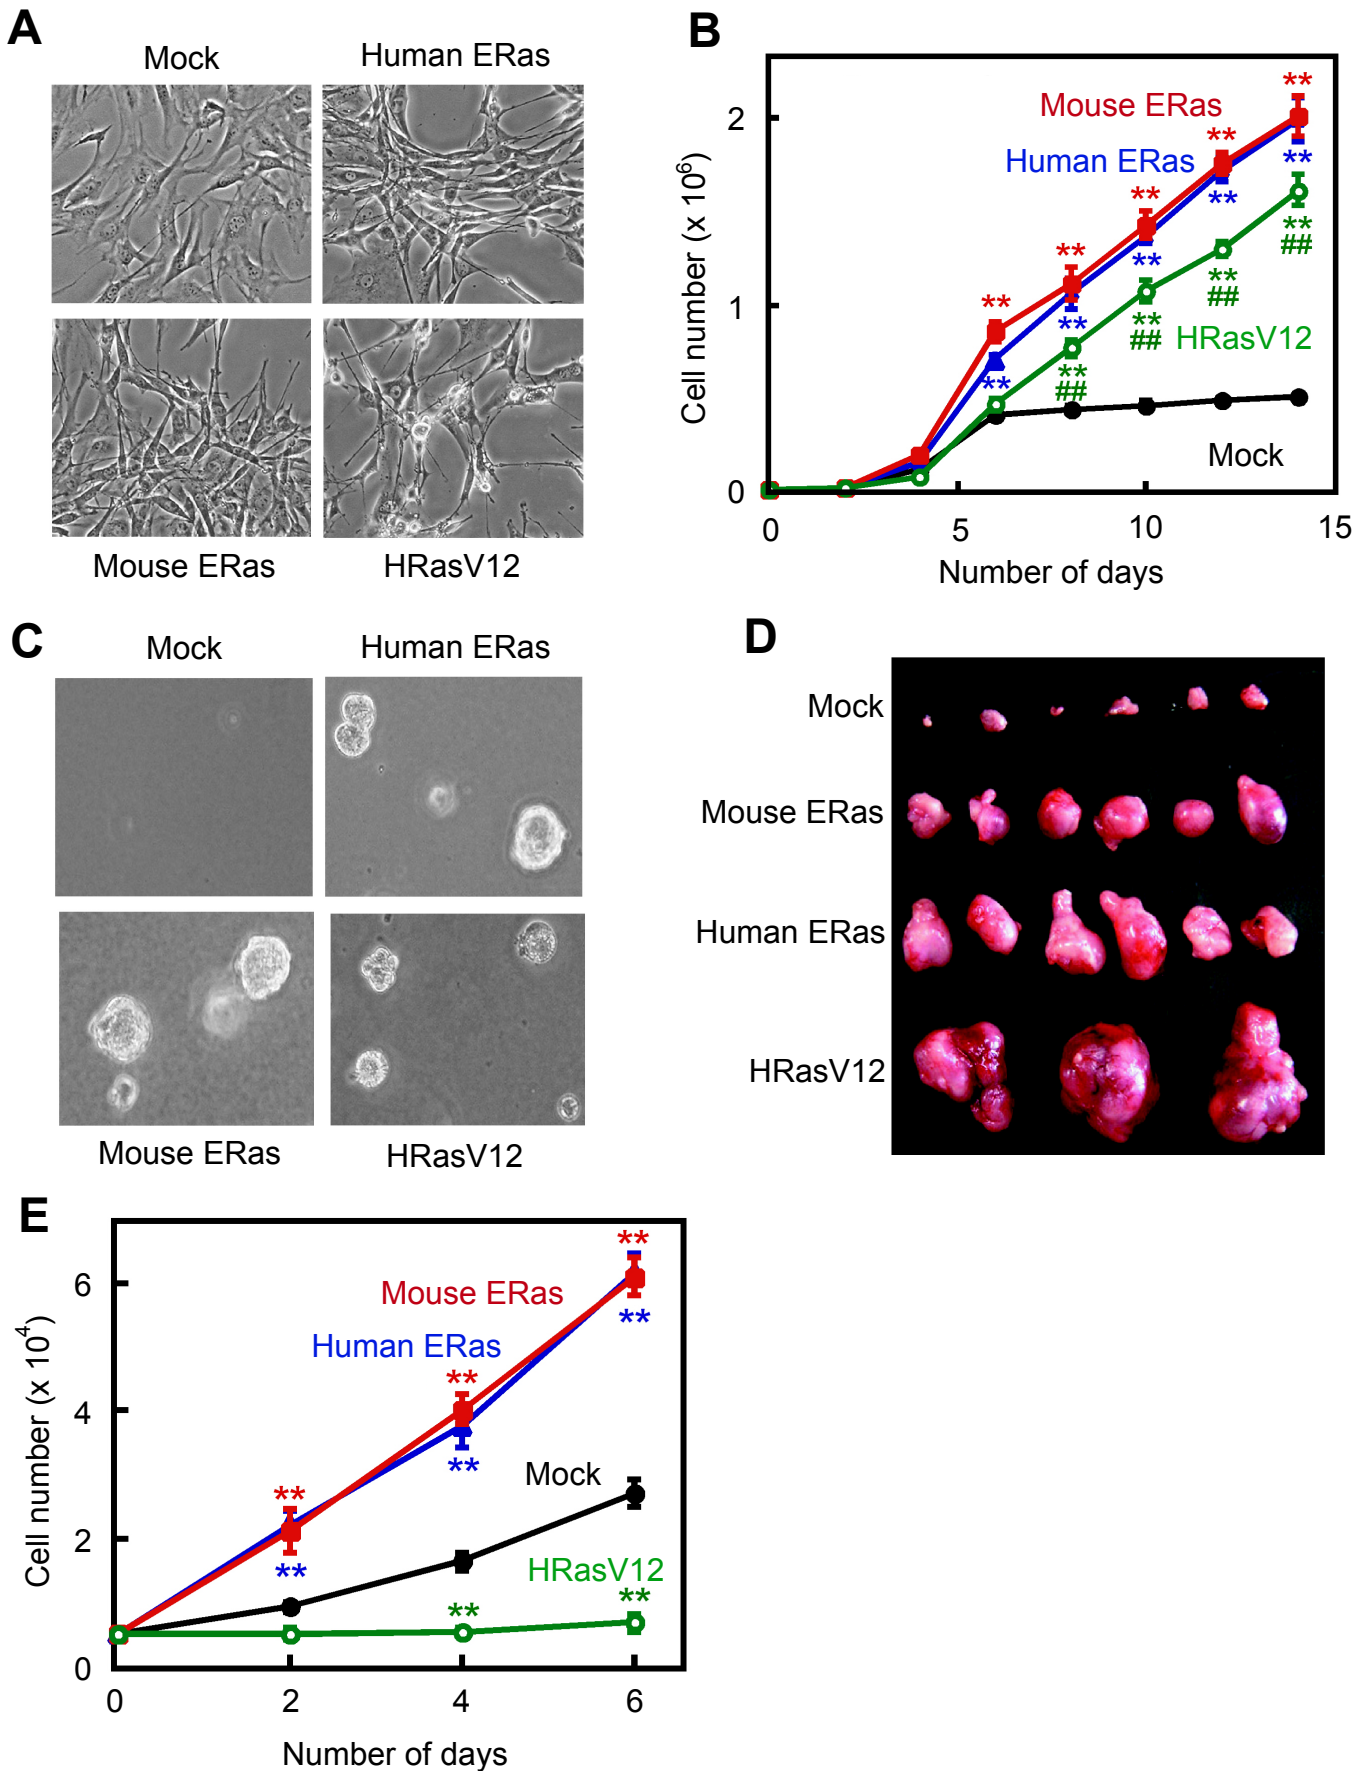 A
Mock
Human ERas
Mouse ERas
HRasV12
B
Cell number (x 10⁶)
2
1
0
Mouse ERas
Human ERas
HRasV12
Mock
**
**
**
**
**
**
**
**
**
**
**
##
**
##
**
##
**
##
0
5
10
15
Number of days
C
Mock
Human ERas
Mouse ERas
HRasV12
D
Mock
Mouse ERas
Human ERas
HRasV12
E
Cell number (x 10⁴)
6
4
2
0
Mouse ERas
Human ERas
Mock
HRasV12
**
**
**
**
**
**
**
**
0
2
4
6
Number of days